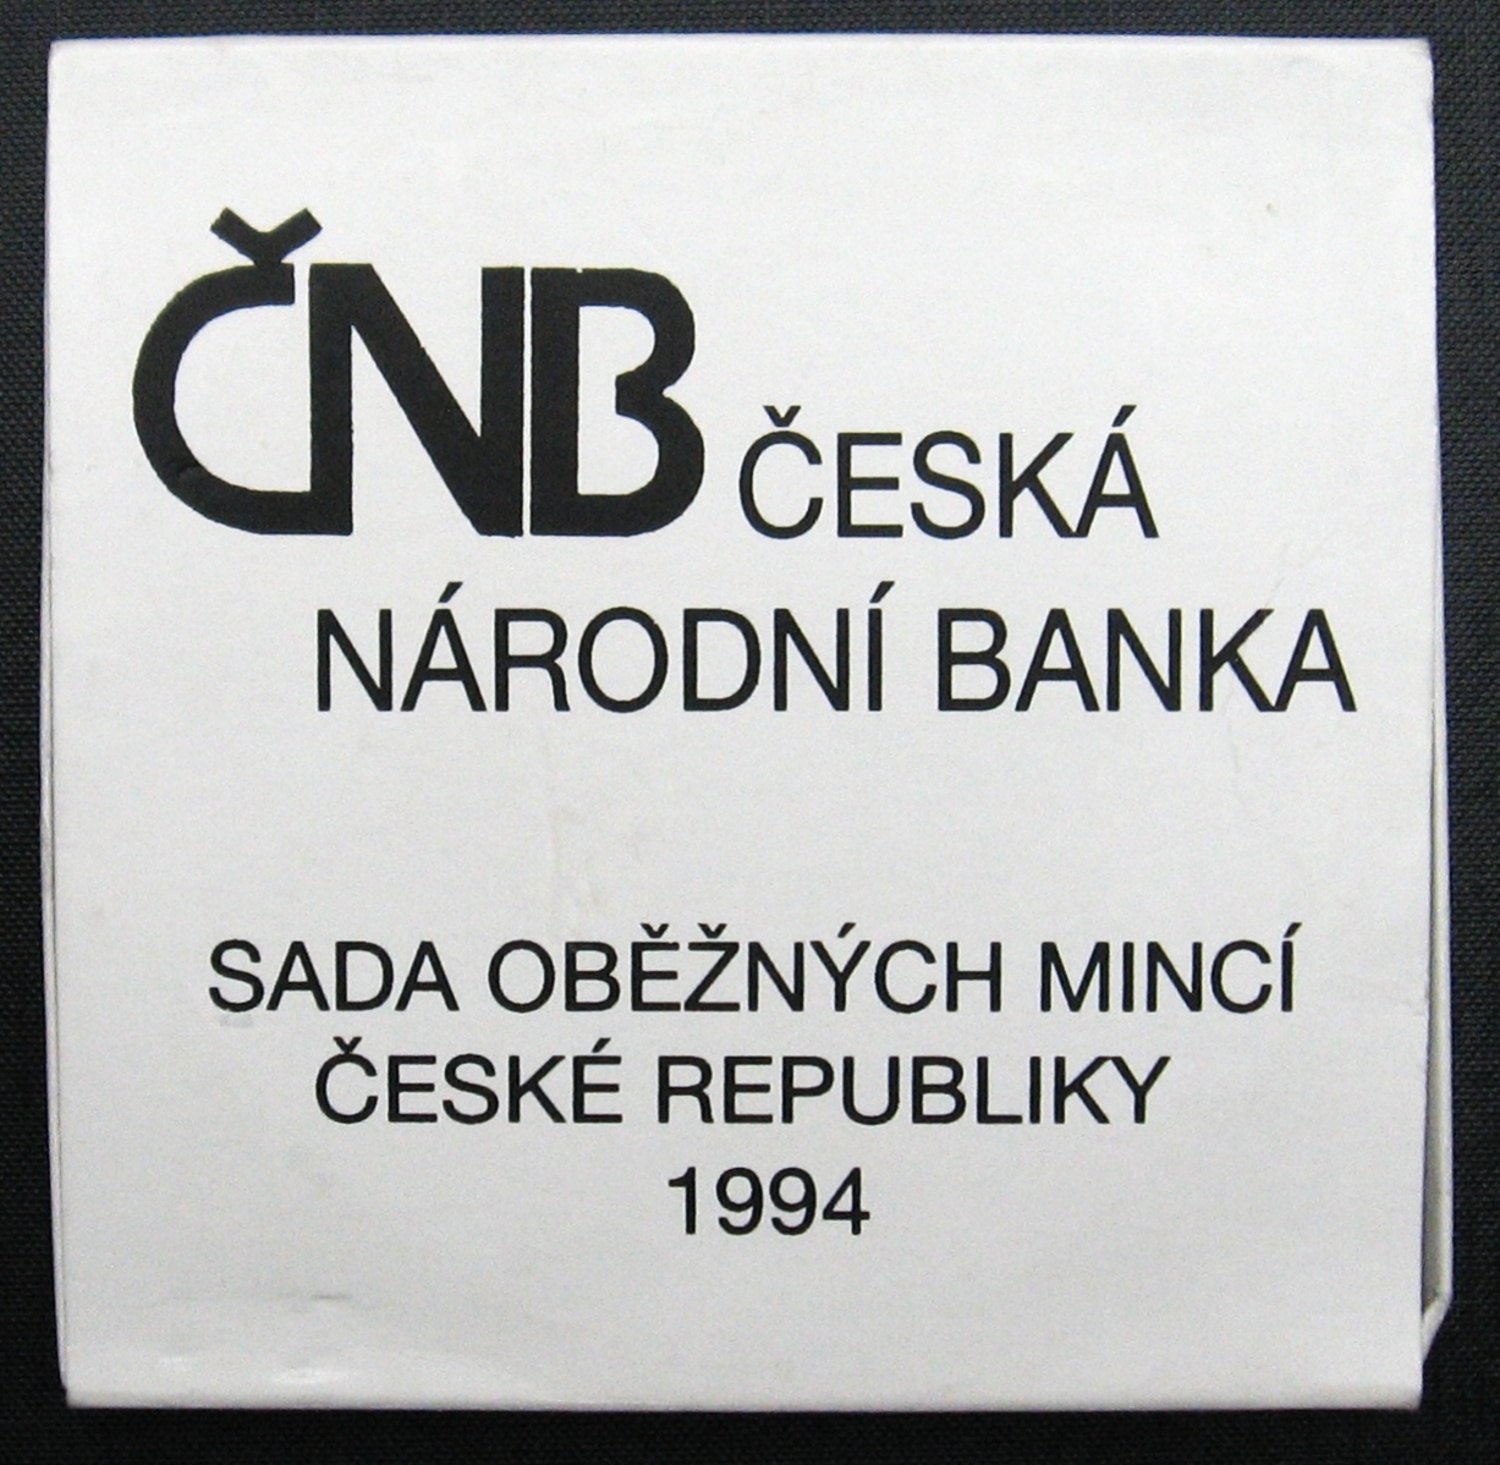 ČNB ČESKÁ
NÁRODNÍ BANKA
SADA OBĚŽNÝCH MINCÍ
ČESKÉ REPUBLIKY
1994